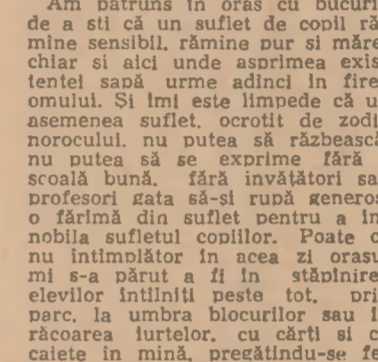 Am pătruns în oraș cu bucuri
de a ști că un suflet de copil ră
mîne sensibil, rămîne pur și măre
chiar și aici unde asprimea exis
tenței sapă urme adînci în fire
omului. Și îmi este limpede că u
asemenea suflet, ocrotit de zodi
norocului, nu putea să răzbească
nu putea să se exprime fără
școală bună, fără învățători sa
profesori gata să-și rupă generos
o fărîmă din suflet pentru a în
nobila sufletul copiilor. Poate c
nu întîmplător în acea zi orașu
mi s-a părut a fi în stăpînire
elevilor întîlniți peste tot, pri
parc, la umbra blocurilor sau î
răcoarea iurtelor, cu cărți și c
caiete în mînă, pregătindu-se fe